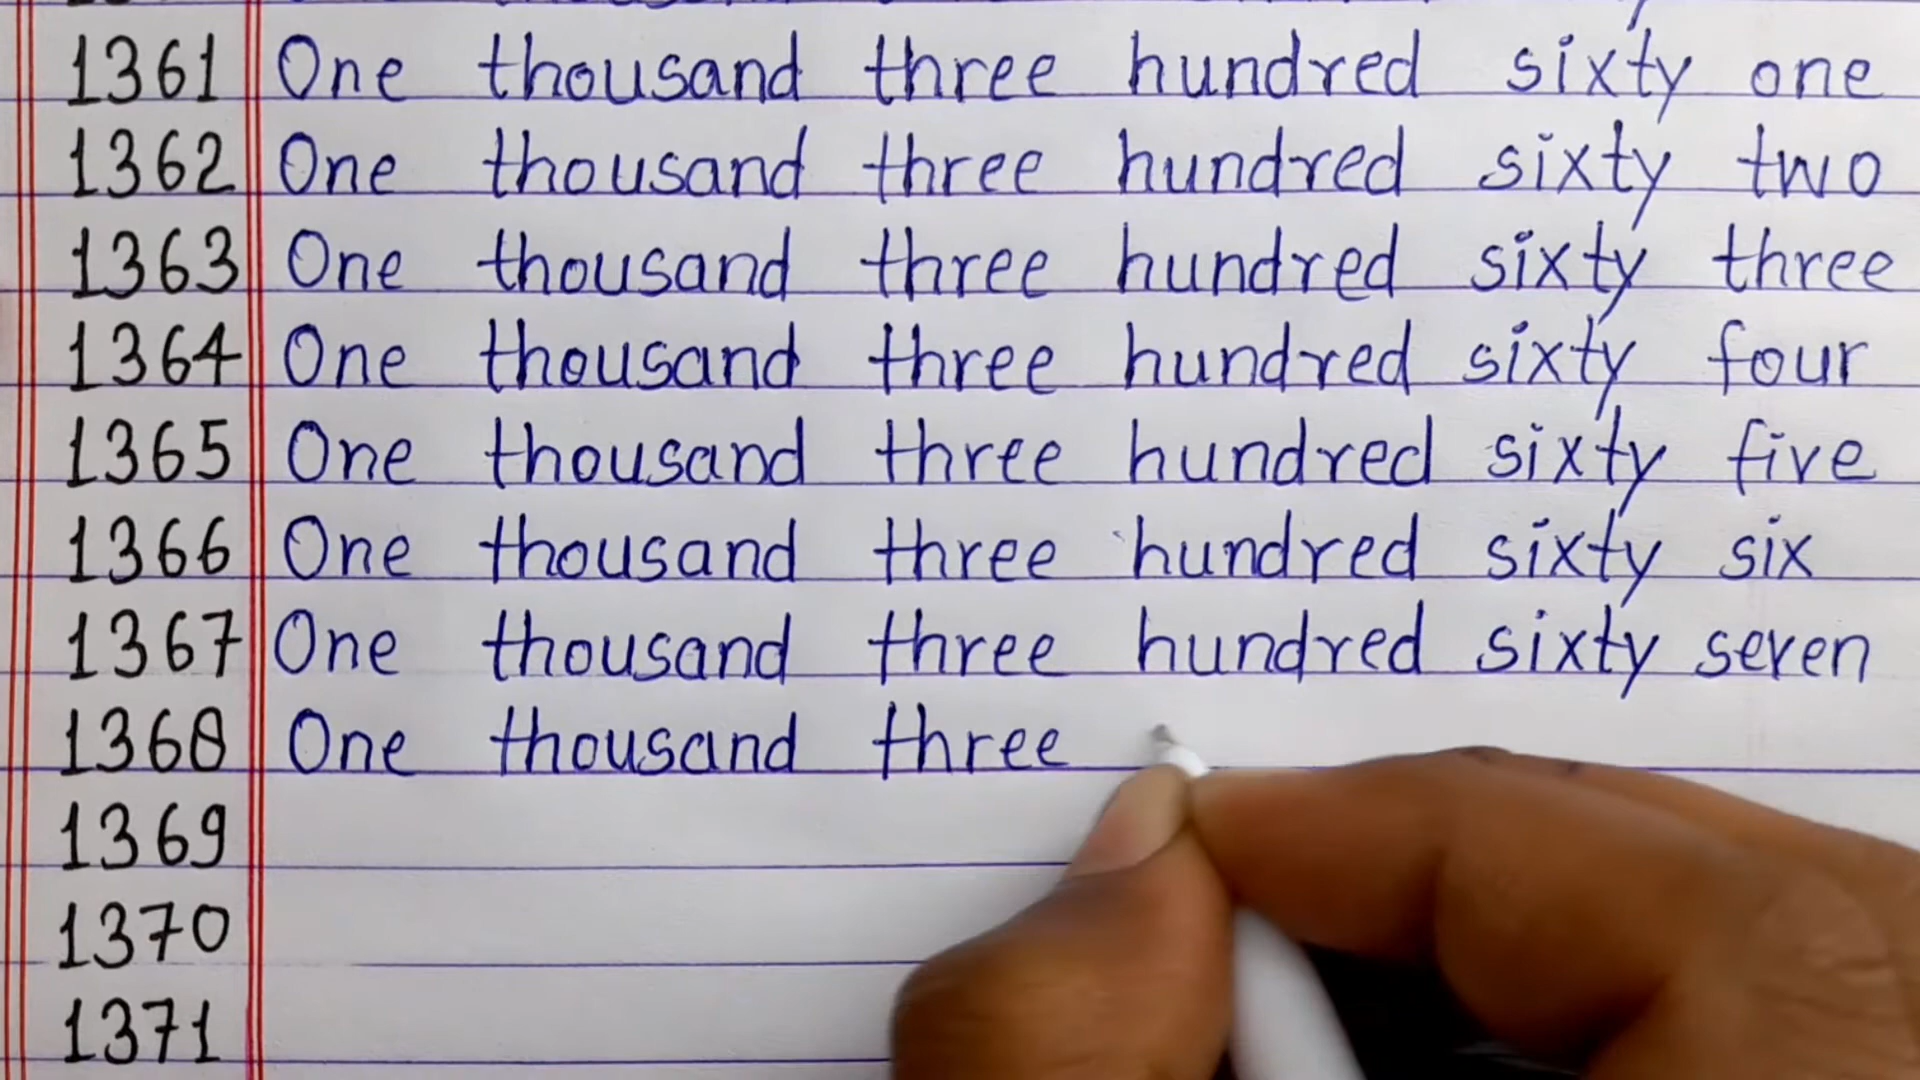 1361 One thousand three hundred sixty one
1362 One thousand three hundred sixty two
1363 One thousand three hundred sixty three
1364 One thousand three hundred sixty four
1365 One thousand three hundred sixty five
1366 One thousand three hundred sixty six
1367 One thousand three hundred sixty seven
1368 One thousand three
1369
1370
1371